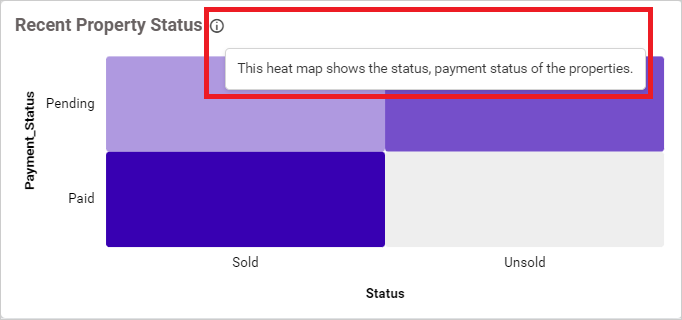 Recent Property Status
This heat map shows the status, payment status of the properties.
Payment_Status
Pending
Paid
Sold Unsold
Status